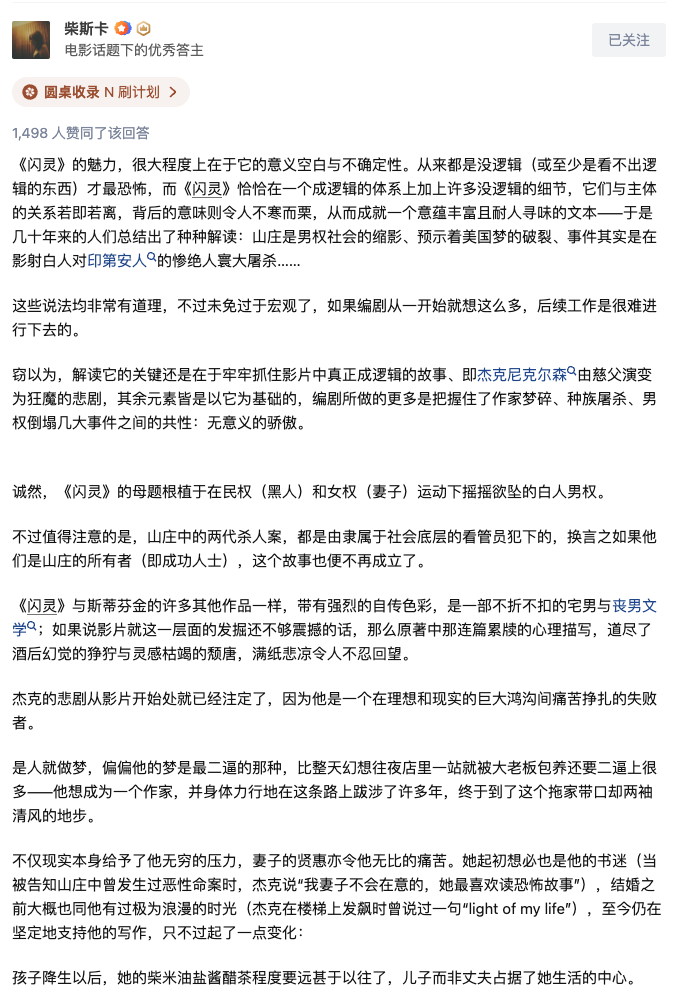 柴斯卡
电影话题下的优秀答主
已关注
圆桌收录 N 刷计划
1,498 人赞同了该回答
《闪灵》的魅力，很大程度上在于它的意义空白与不确定性。从来都是没逻辑（或至少是看不出逻
辑的东西）才最恐怖，而《闪灵》恰恰在一个成逻辑的体系上加上许多没逻辑的细节，它们与主体
的关系若即若离，背后的意味则令人不寒而栗，从而成就一个意蕴丰富且耐人寻味的文本——于是
几十年来的人们总结出了种种解读：山庄是男权社会的缩影、预示着美国梦的破裂、事件其实是在
影射白人对印第安人的惨绝人寰大屠杀......
这些说法均非常有道理，不过未免过于宏观了，如果编剧从一开始就想这么多，后续工作是很难进
行下去的。
窃以为，解读它的关键还是在于牢牢抓住影片中真正成逻辑的故事、即杰克尼克尔森由慈父演变
为狂魔的悲剧，其余元素皆是以它为基础的，编剧所做的更多是把握住了作家梦碎、种族屠杀、男
权倒塌几大事件之间的共性：无意义的骄傲。
诚然，《闪灵》的母题根植于在民权（黑人）和女权（妻子）运动下摇摇欲坠的白人男权。
不过值得注意的是，山庄中的两代杀人案，都是由隶属于社会底层的看管员犯下的，换言之如果他
们是山庄的所有者（即成功人士），这个故事也便不再成立了。
《闪灵》与斯蒂芬金的许多其他作品一样，带有强烈的自传色彩，是一部不折不扣的宅男与丧男文
学；如果说影片就这一层面的发掘还不够震撼的话，那么原著中那连篇累牍的心理描写，道尽了
酒后幻觉的狰狞与灵感枯竭的颓唐，满纸悲凉令人不忍回望。
杰克的悲剧从影片开始处就已经注定了，因为他是一个在理想和现实的巨大鸿沟间痛苦挣扎的失败
者。
是人就做梦，偏偏他的梦是最二逼的那种，比整天幻想往夜店里一站就被大老板包养还要二逼上很
多——他想成为一个作家，并身体力行地在这条路上跋涉了许多年，终于到了这个拖家带口却两袖
清风的地步。
不仅现实本身给予了他无穷的压力，妻子的贤惠亦令他无比的痛苦。她起初想必也是他的书迷（当
被告知山庄中曾发生过恶性命案时，杰克说“我妻子不会在意的，她最喜欢读恐怖故事”），结婚之
前大概也同他有过极为浪漫的时光（杰克在楼梯上发飙时曾说过一句“light of my life”），至今仍在
坚定地支持他的写作，只不过起了一点变化：
孩子降生以后，她的柴米油盐酱醋茶程度要远甚于以往了，儿子而非丈夫占据了她生活的中心。